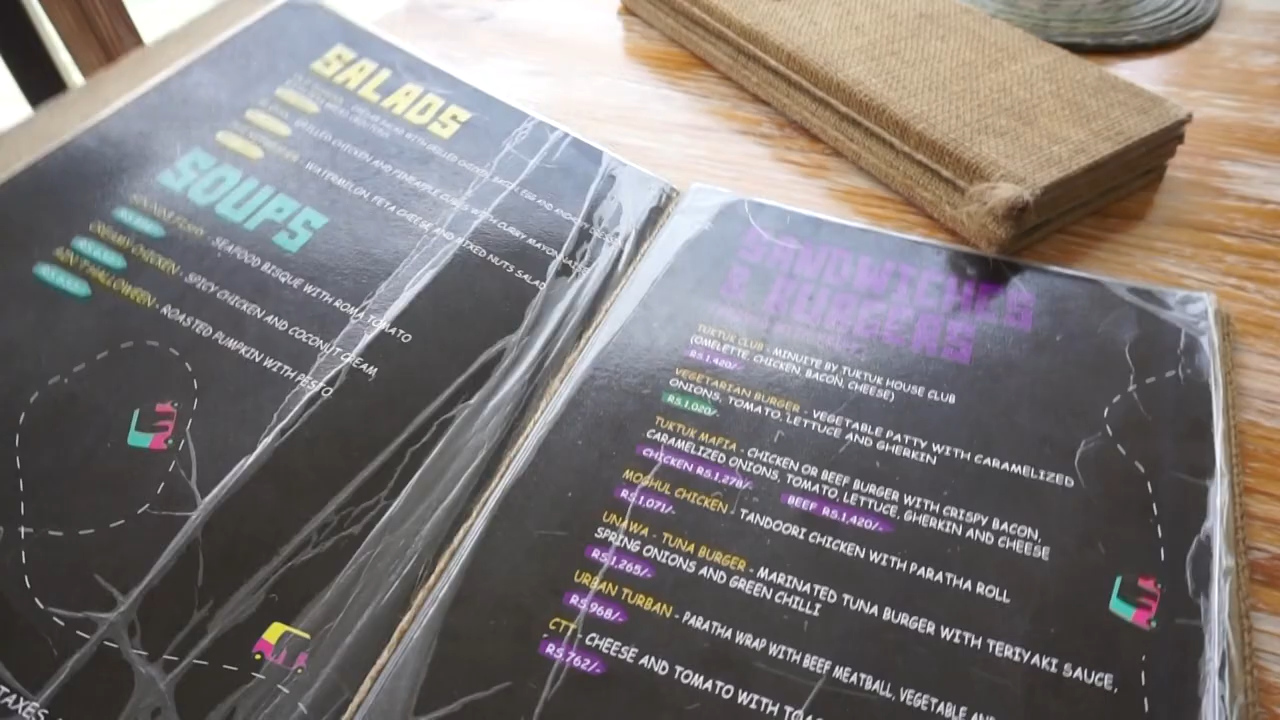 SALADS
GRILLED CHICKEN AND PINEAPPLE CUBES WITH CURRY MAYONNAISE
- WATERMELON, FETA CHEESE AND MIXED NUTS SALAD
SOUPS
- SEAFOOD BISQUE WITH ROMA TOMATO
CREAMY CHICKEN - SPICY CHICKEN AND COCONUT CREAM,
AIN'T HALLOWEEN - ROASTED PUMPKIN WITH PESTO
TAXES
SANDWICHES
& BURGERS
TUKTUK CLUB - MINUITE BY TUKTUK HOUSE CLUB
(OMELETTE, CHICKEN, BACON, CHEESE)
RS.1,420/-
VEGETARIAN BURGER - VEGETABLE PATTY WITH CARAMELIZED
ONIONS, TOMATO, LETTUCE AND GHERKIN
RS.1,020/-
TUKTUK MAFIA - CHICKEN OR BEEF BURGER WITH CRISPY BACON,
CARAMELIZED ONIONS, TOMATO, LETTUCE, GHERKIN AND CHEESE
CHICKEN RS.1,278/- BEEF RS.1,420/-
MOGHUL CHICKEN - TANDOORI CHICKEN WITH PARATHA ROLL
RS.1,071/-
UNAWA - TUNA BURGER - MARINATED TUNA BURGER WITH TERIYAKI SAUCE,
SPRING ONIONS AND GREEN CHILLI
RS.1,265/-
URBAN TURBAN - PARATHA WRAP WITH BEEF MEATBALL, VEGETABLE AND
RS.968/-
CTT - CHEESE AND TOMATO WITH
RS.762/-